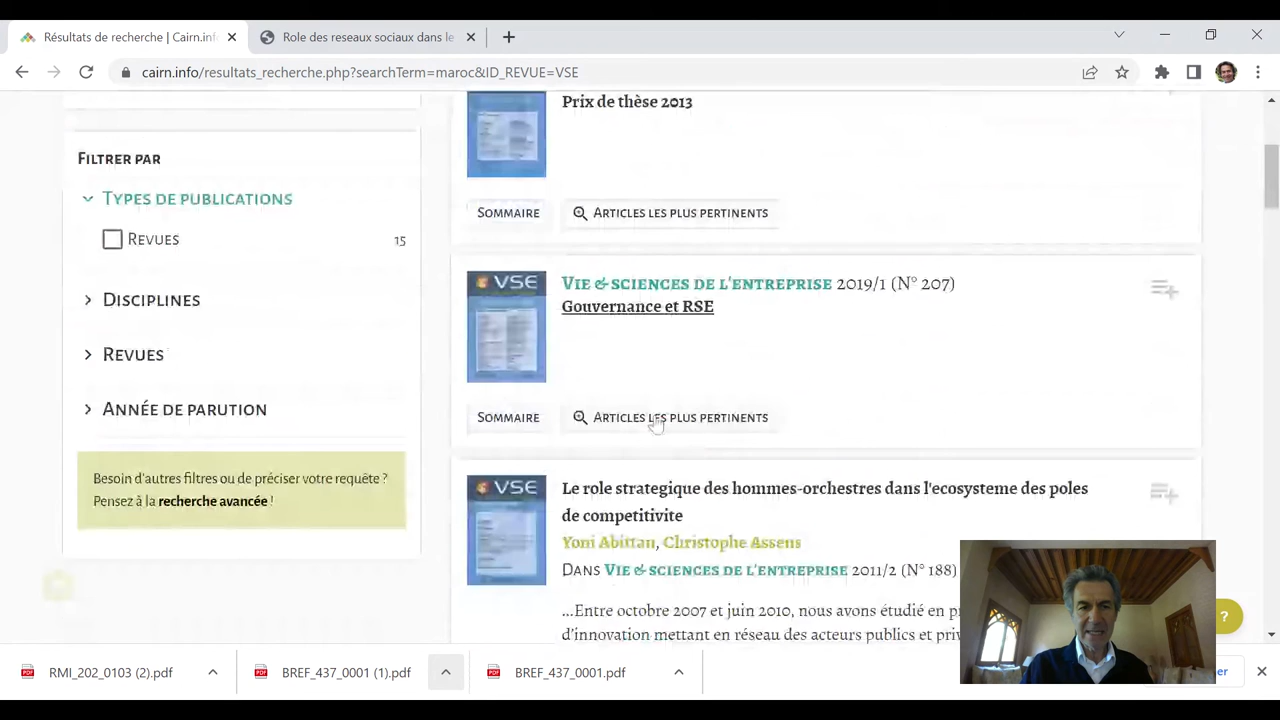 Résultats de recherche | Cairn.info
Role des reseaux sociaux dans le
cairn.info/resultats_recherche.php?searchTerm=maroc&ID_REVUE=VSE
Prix de thèse 2013
Sommaire
Articles les plus pertinents
Filtrer par
Types de publications
Revues
15
Disciplines
Revues
Année de parution
Besoin d'autres filtres ou de préciser votre requête ?
Pensez à la recherche avancée !
VSE
Vie & sciences de l'entreprise 2019/1 (N° 207)
Gouvernance et RSE
Sommaire
Articles les plus pertinents
VSE
Le role strategique des hommes-orchestres dans l'ecosysteme des poles
de competitivite
Yoni Abittan, Christophe Assens
Dans Vie & sciences de l'entreprise 2011/2 (N° 188)
...Entre octobre 2007 et juin 2010, nous avons étudié en
d'innovation mettant en réseau des acteurs publics et
?
RMI_202_0103 (2).pdf
BREF_437_0001 (1).pdf
BREF_437_0001.pdf